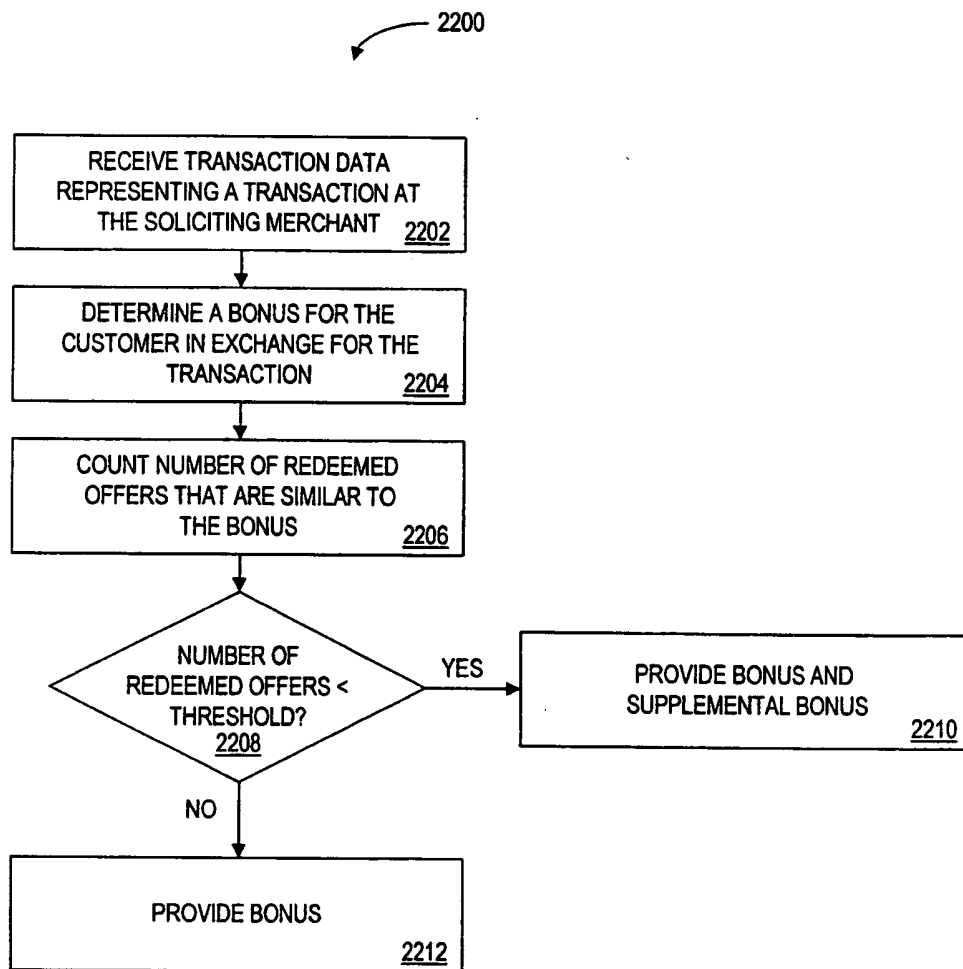 2200
RECEIVE TRANSACTION DATA
REPRESENTING A TRANSACTION AT
THE SOLICITING MERCHANT
2202
DETERMINE A BONUS FOR THE
CUSTOMER IN EXCHANGE FOR THE
TRANSACTION
2204
COUNT NUMBER OF REDEEMED
OFFERS THAT ARE SIMILAR TO
THE BONUS
2206
NUMBER OF
REDEEMED OFFERS <
THRESHOLD?
2208
YES
PROVIDE BONUS AND
SUPPLEMENTAL BONUS
2210
NO
PROVIDE BONUS
2212